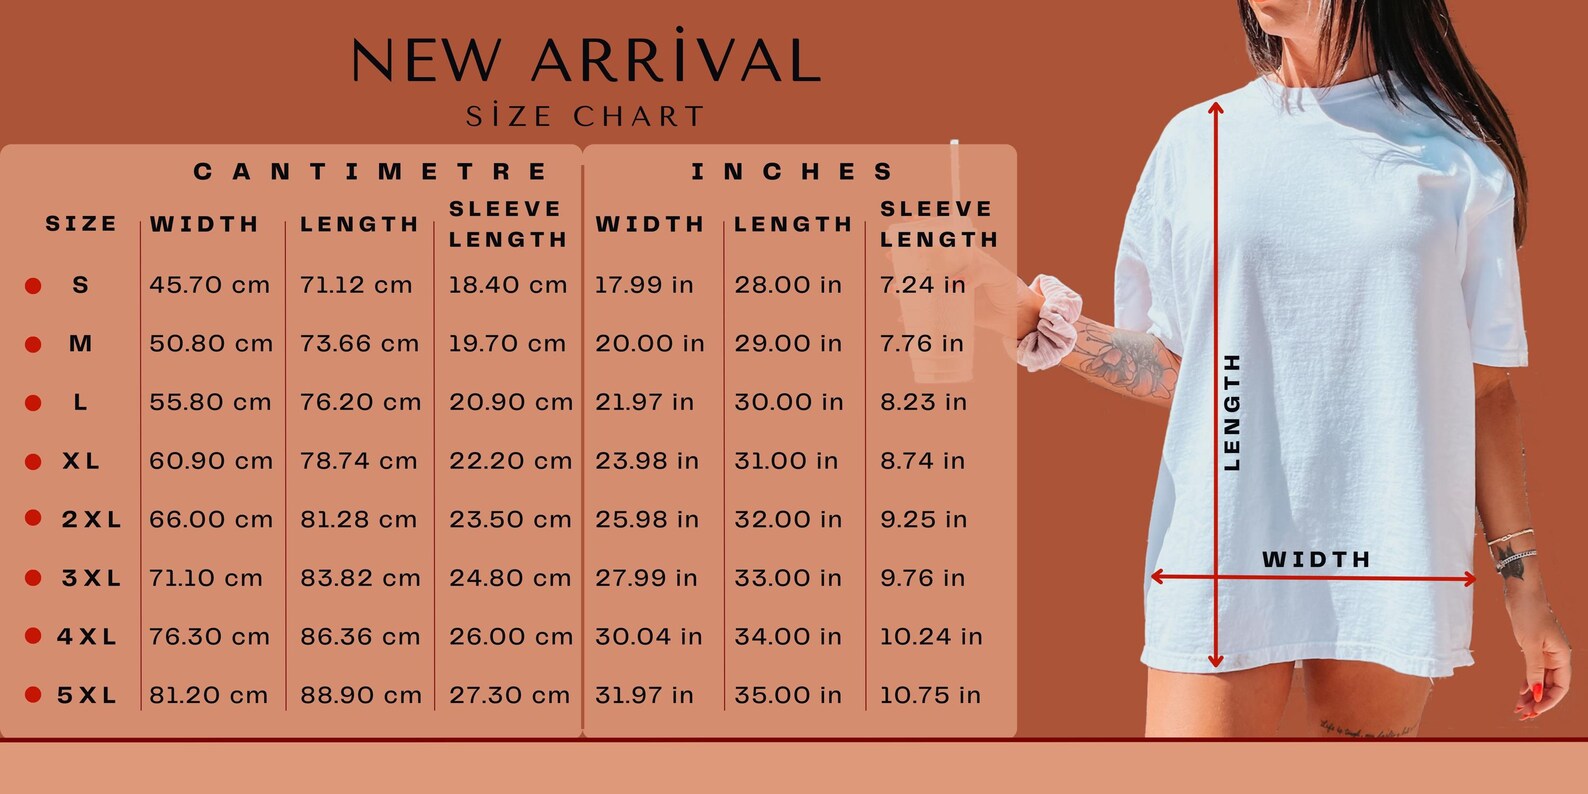 NEW ARRİVAL
SİZE CHART
CANTIMETRE INCHES
SIZE WIDTH LENGTH SLEEVE LENGTH WIDTH LENGTH SLEEVE LENGTH
S 45.70 cm 71.12 cm 18.40 cm 17.99 in 28.00 in 7.24 in
M 50.80 cm 73.66 cm 19.70 cm 20.00 in 29.00 in 7.76 in
L 55.80 cm 76.20 cm 20.90 cm 21.97 in 30.00 in 8.23 in
XL 60.90 cm 78.74 cm 22.20 cm 23.98 in 31.00 in 8.74 in
2XL 66.00 cm 81.28 cm 23.50 cm 25.98 in 32.00 in 9.25 in
3XL 71.10 cm 83.82 cm 24.80 cm 27.99 in 33.00 in 9.76 in
4XL 76.30 cm 86.36 cm 26.00 cm 30.04 in 34.00 in 10.24 in
5XL 81.20 cm 88.90 cm 27.30 cm 31.97 in 35.00 in 10.75 in
LENGTH
WIDTH